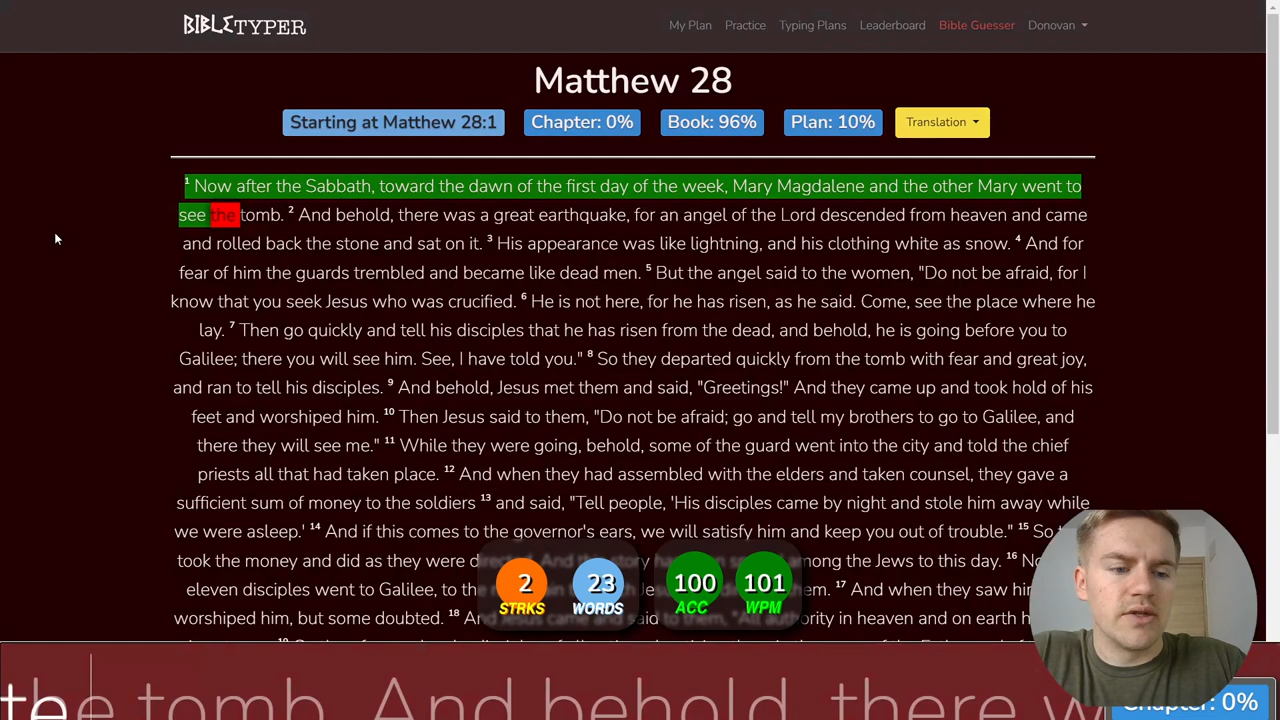 BIBLETYPER
My Plan Practice Typing Plans Leaderboard Bible Guesser Donovan
Matthew 28
Starting at Matthew 28:1 Chapter: 0% Book: 96% Plan: 10% Translation
1 Now after the Sabbath, toward the dawn of the first day of the week, Mary Magdalene and the other Mary went to
see the tomb. 2 And behold, there was a great earthquake, for an angel of the Lord descended from heaven and came
and rolled back the stone and sat on it. 3 His appearance was like lightning, and his clothing white as snow. 4 And for
fear of him the guards trembled and became like dead men. 5 But the angel said to the women, "Do not be afraid, for I
know that you seek Jesus who was crucified. 6 He is not here, for he has risen, as he said. Come, see the place where he
lay. 7 Then go quickly and tell his disciples that he has risen from the dead, and behold, he is going before you to
Galilee; there you will see him. See, I have told you." 8 So they departed quickly from the tomb with fear and great joy,
and ran to tell his disciples. 9 And behold, Jesus met them and said, "Greetings!" And they came up and took hold of his
feet and worshiped him. 10 Then Jesus said to them, "Do not be afraid; go and tell my brothers to go to Galilee, and
there they will see me." 11 While they were going, behold, some of the guard went into the city and told the chief
priests all that had taken place. 12 And when they had assembled with the elders and taken counsel, they gave a
sufficient sum of money to the soldiers 13 and said, "Tell people, 'His disciples came by night and stole him away while
we were asleep.' 14 And if this comes to the governor's ears, we will satisfy him and keep you out of trouble." 15 So
took the money and did as they were directed. And this story has been spread among the Jews to this day. 16
eleven disciples went to Galilee, to the 17 And when they saw him
worshiped him, but some doubted. 18 And Jesus came and said to them, "All authority in heaven and on earth
2 23 100 101
STRKS WORDS ACC WPM
the tomb. And behold, there
Chapter: 0%